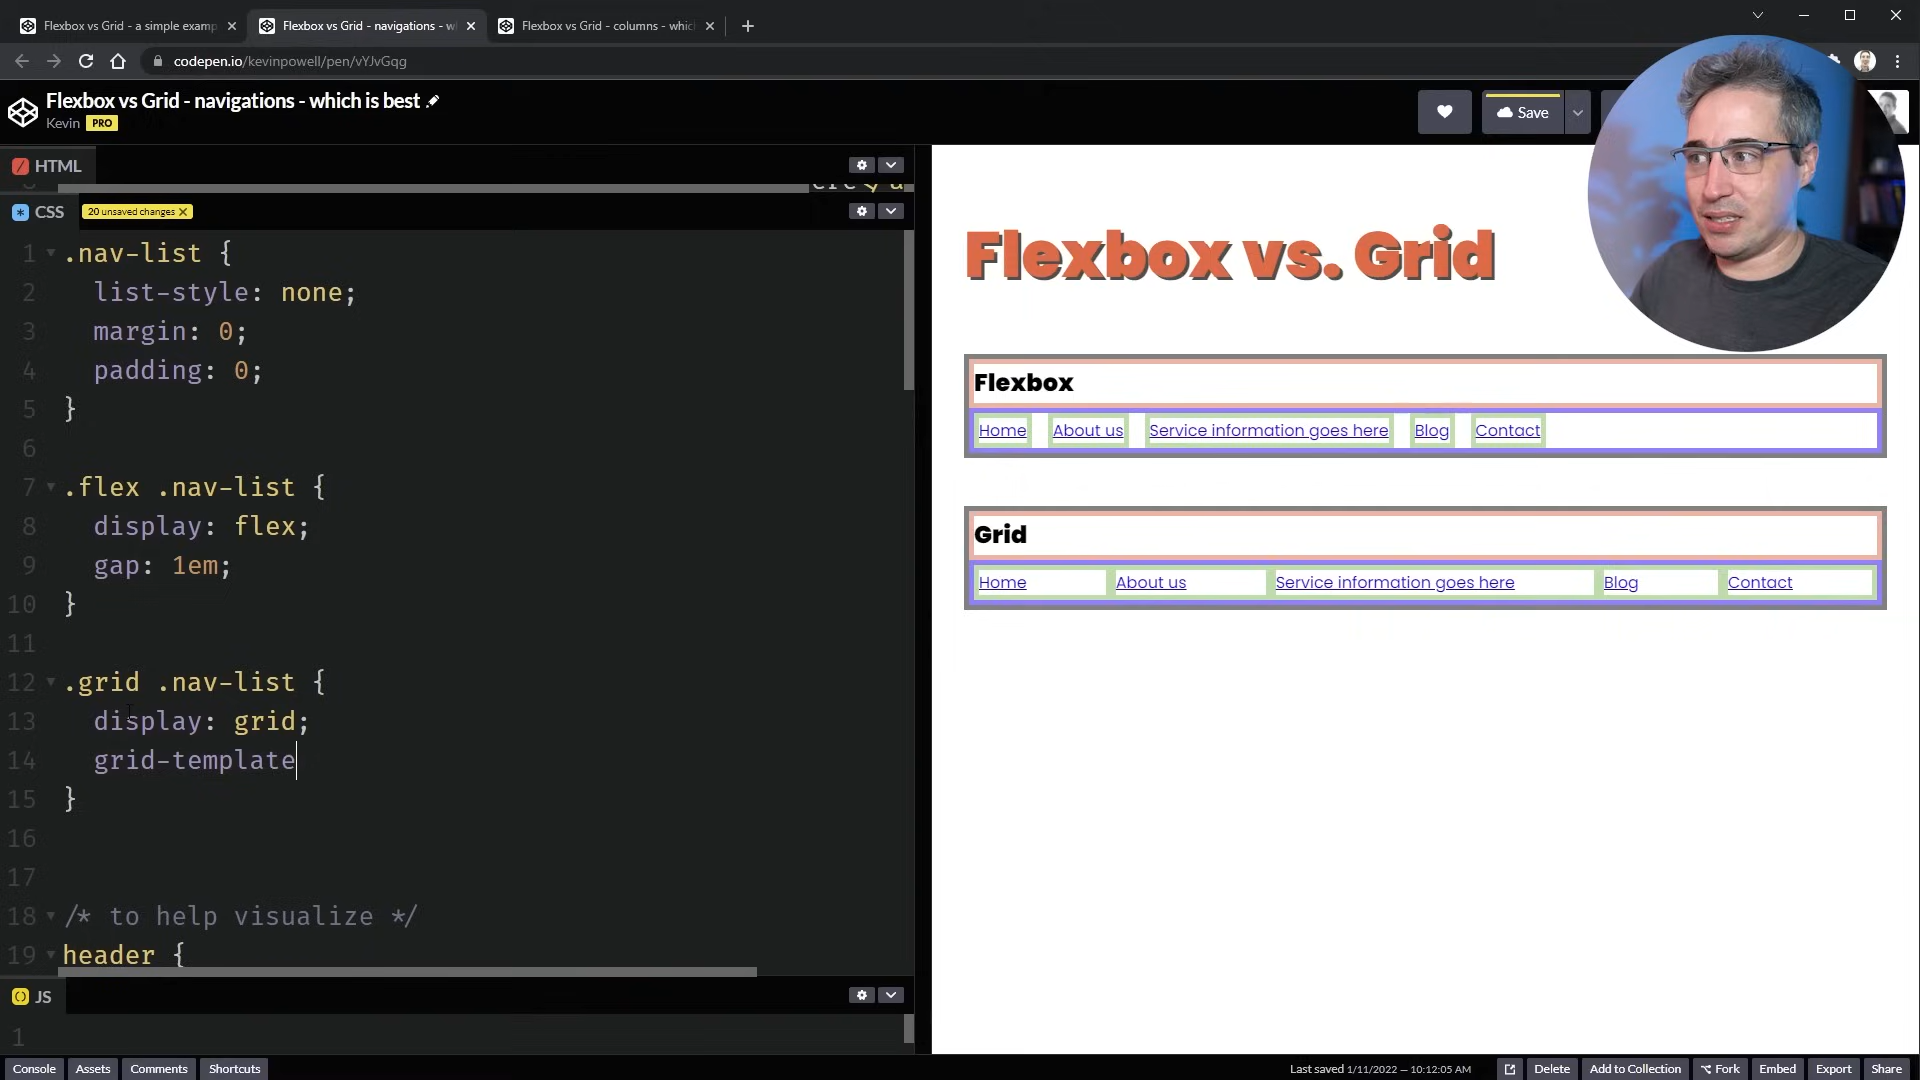 Flexbox vs Grid - a simple examp
Flexbox vs Grid - navigations - w
Flexbox vs Grid - columns - whic
codepen.io/kevinpowell/pen/vYJvGqg
Flexbox vs Grid - navigations - which is best
Kevin PRO
Save
HTML
CSS
20 unsaved changes
1 .nav-list {
2 list-style: none;
3 margin: 0;
4 padding: 0;
5 }
6
7 .flex .nav-list {
8 display: flex;
9 gap: 1em;
10 }
11
12 .grid .nav-list {
13 display: grid;
14 grid-template
15 }
16
17
18 /* to help visualize */
19 header {
JS
1
Flexbox vs. Grid
Flexbox
Home About us Service information goes here Blog Contact
Grid
Home About us Service information goes here Blog Contact
Console Assets Comments Shortcuts
Last saved 1/11/2022 — 10:12:05 AM
Delete Add to Collection Fork Embed Export Share